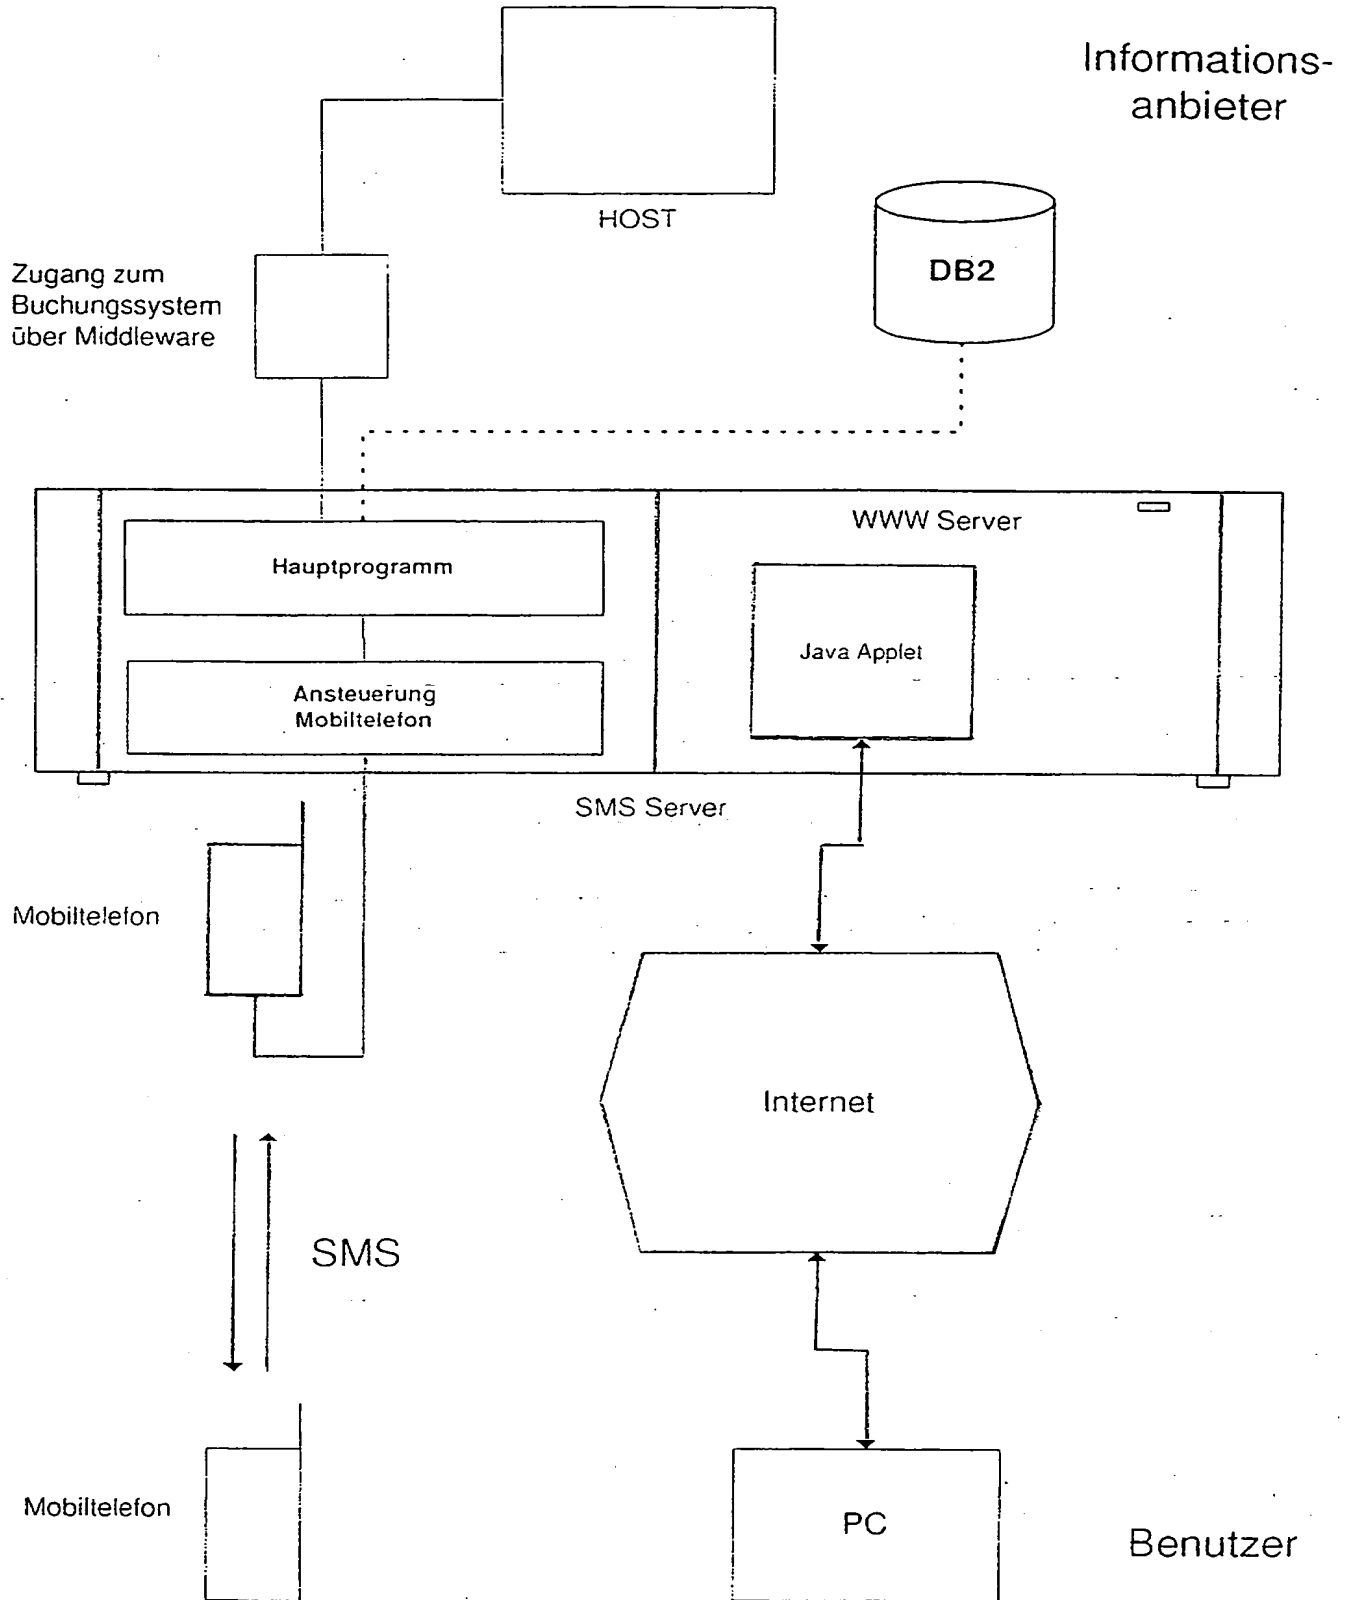 Informations-
anbieter
HOST
DB2
Zugang zum
Buchungssystem
über Middleware
WWW Server
Hauptprogramm
Java Applet
Ansteuerung
Mobiltelefon
SMS Server
Mobiltelefon
Internet
SMS
Mobiltelefon
PC
Benutzer